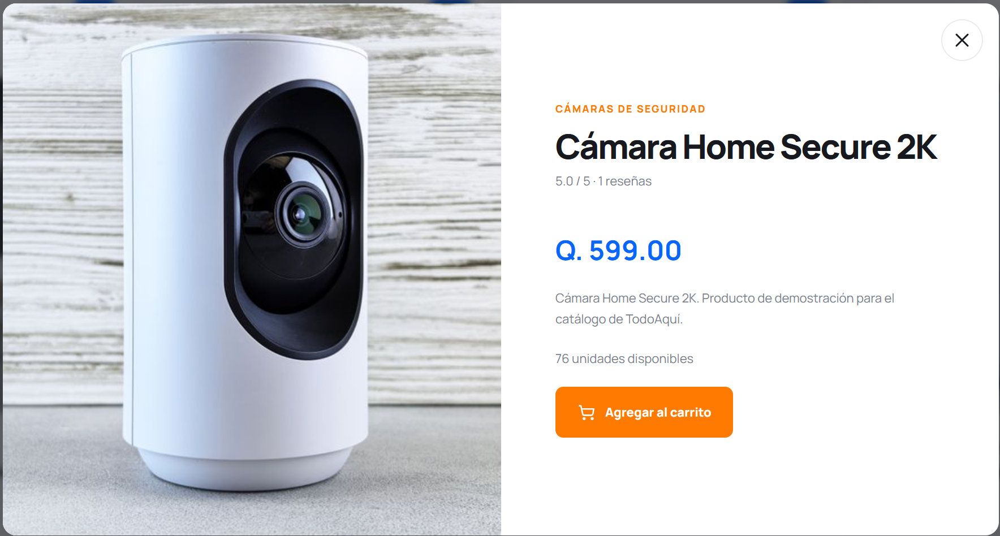 CÁMARAS DE SEGURIDAD
Cámara Home Secure 2K
5.0 / 5 · 1 reseñas
Q. 599.00
Cámara Home Secure 2K. Producto de demostración para el
catálogo de TodoAquí.
76 unidades disponibles
Agregar al carrito